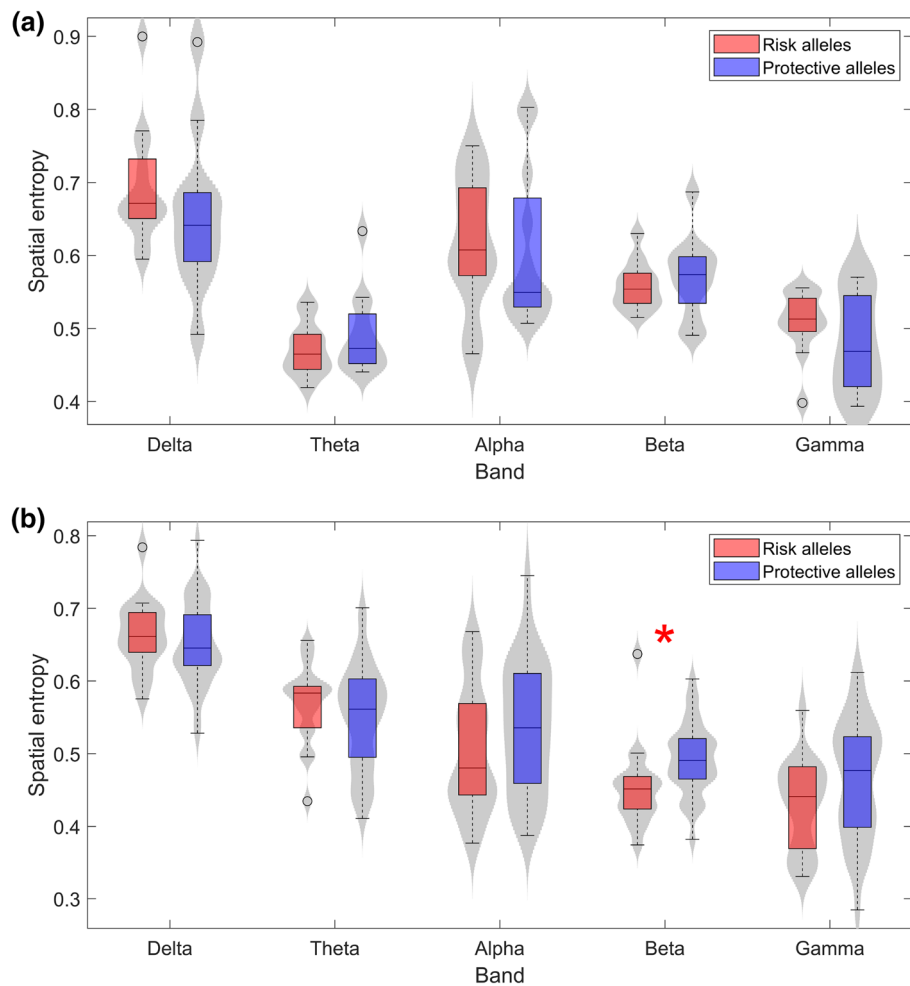 (a)
0.9
Risk alleles
Protective alleles
0.8
0.7
0.6
0.5
0.4
Spatial entropy
Delta Theta Alpha Beta Gamma
Band
(b)
0.8
Risk alleles
Protective alleles
0.7
*
0.6
0.5
0.4
0.3
Spatial entropy
Delta Theta Alpha Beta Gamma
Band